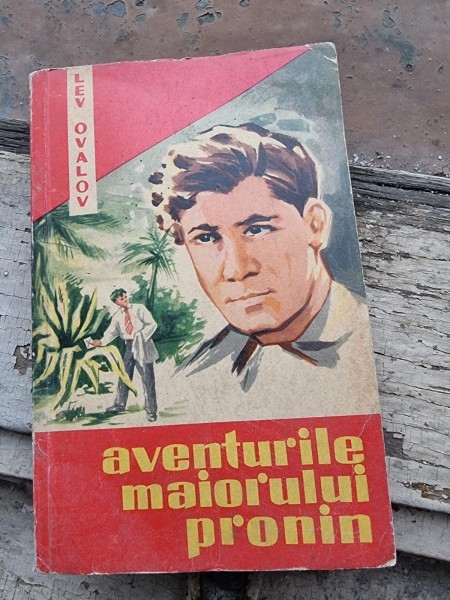 LEV OVALOV
aventurile
maiorului
pronin